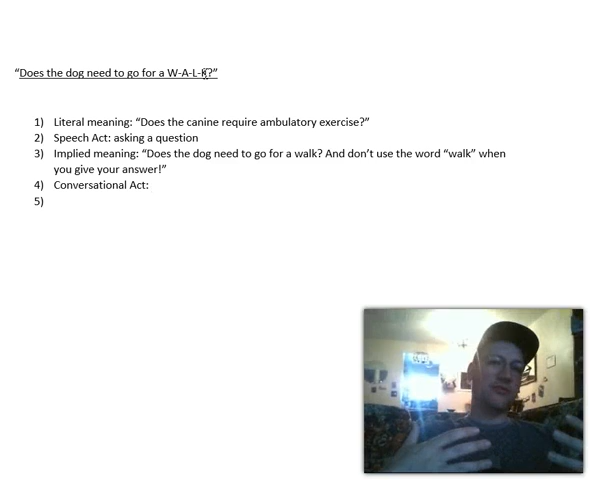 “Does the dog need to go for a W-A-L-K?”
1) Literal meaning: “Does the canine require ambulatory exercise?”
2) Speech Act: asking a question
3) Implied meaning: “Does the dog need to go for a walk? And don’t use the word “walk” when
you give your answer!”
4) Conversational Act:
5)